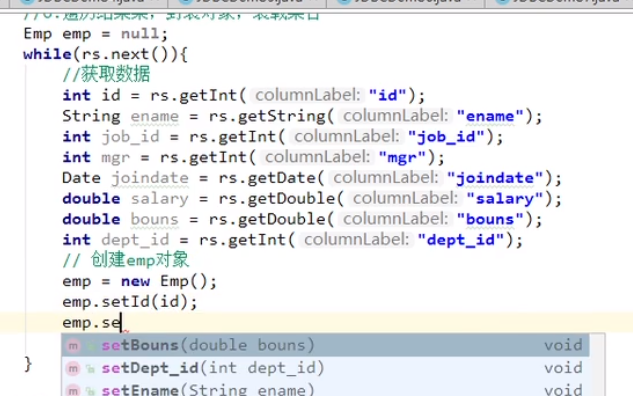 //6.遍历结果集，封装对象，装载集合
Emp emp = null;
while(rs.next()){
//获取数据
int id = rs.getInt( columnLabel: "id");
String ename = rs.getString( columnLabel: "ename");
int job_id = rs.getInt( columnLabel: "job_id");
int mgr = rs.getInt( columnLabel: "mgr");
Date joindate = rs.getDate( columnLabel: "joindate");
double salary = rs.getDouble( columnLabel: "salary");
double bouns = rs.getDouble( columnLabel: "bouns");
int dept_id = rs.getInt( columnLabel: "dept_id");
// 创建emp对象
emp = new Emp();
emp.setId(id);
emp.se
m setBouns(double bouns) void
m setDept_id(int dept_id) void
} m setEname(String ename) void